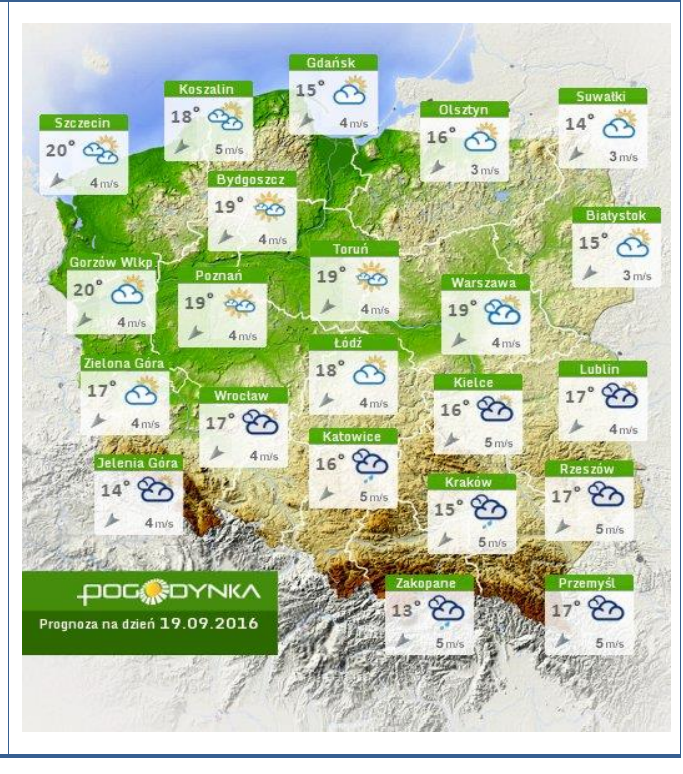 Gdańsk
15°
4 m/s
Koszalin
18°
5 m/s
Suwałki
14°
3 m/s
Olsztyn
16°
3 m/s
Szczecin
20°
4 m/s
Bydgoszcz
19°
4 m/s
Białystok
15°
3 m/s
Toruń
19°
4 m/s
Gorzów Wlkp
20°
4 m/s
Poznań
19°
4 m/s
Warszawa
19°
4 m/s
Łódź
18°
4 m/s
Zielona Góra
17°
4 m/s
Lublin
17°
4 m/s
Kielce
16°
5 m/s
Wrocław
17°
4 m/s
Katowice
16°
5 m/s
Jelenia Góra
14°
4 m/s
Rzeszów
17°
5 m/s
Kraków
15°
5 m/s
Zakopane
13°
5 m/s
Przemyśl
17°
5 m/s
POGODYNKA
Prognoza na dzień 19.09.2016